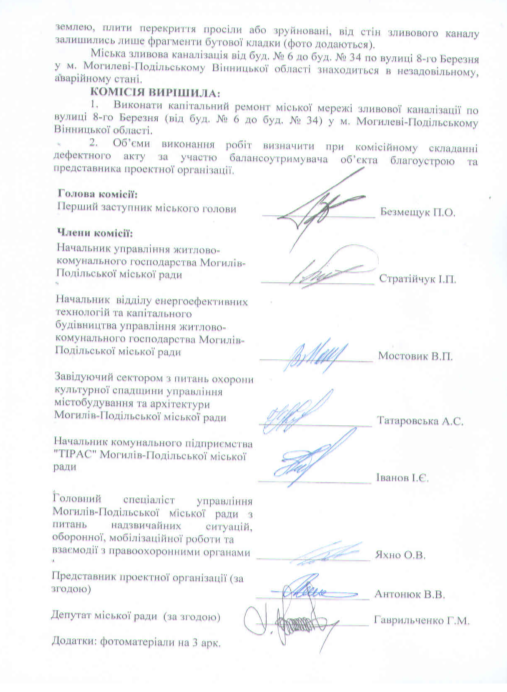 землею, плити перекриття просіли або зруйновані, від стін зливового каналу
залишились лише фрагменти бутової кладки (фото додаються).
Міська зливова каналізація від буд. № 6 до буд. № 34 по вулиці 8-го Березня
у м. Могилеві-Подільському Вінницької області знаходиться в незадовільному,
аварійному стані.
КОМІСІЯ ВИРІШИЛА:
1. Виконати капітальний ремонт міської мережі зливової каналізації по
вулиці 8-го Березня (від буд. № 6 до буд. № 34) у м. Могилеві-Подільському
Вінницької області.
2. Об’єми виконання робіт визначити при комісійному складанні
дефектного акту за участю балансоутримувача об’єкта благоустрою та
представника проектної організації.
Голова комісії:
Перший заступник міського голови Безмещук П.О.
Члени комісії:
Начальник управління житлово-
комунального господарства Могилів-
Подільської міської ради Стратійчук І.П.
Начальник відділу енергоефективних
технологій та капітального
будівництва управління житлово-
комунального господарства Могилів-
Подільської міської ради Мостовик В.П.
Завідуючий сектором з питань охорони
культурної спадщини управління
містобудування та архітектури
Могилів-Подільської міської ради Татаровська А.С.
Начальник комунального підприємства
"ТІРАС" Могилів-Подільської міської
ради Іванов І.Є.
Головний спеціаліст управління
Могилів-Подільської міської ради з
питань надзвичайних ситуацій,
оборонної, мобілізаційної роботи та
взаємодії з правоохоронними органами Яхно О.В.
Представник проектної організації (за
згодою) Антонюк В.В.
Депутат міської ради (за згодою) Гаврильченко Г.М.
Додатки: фотоматеріали на 3 арк.